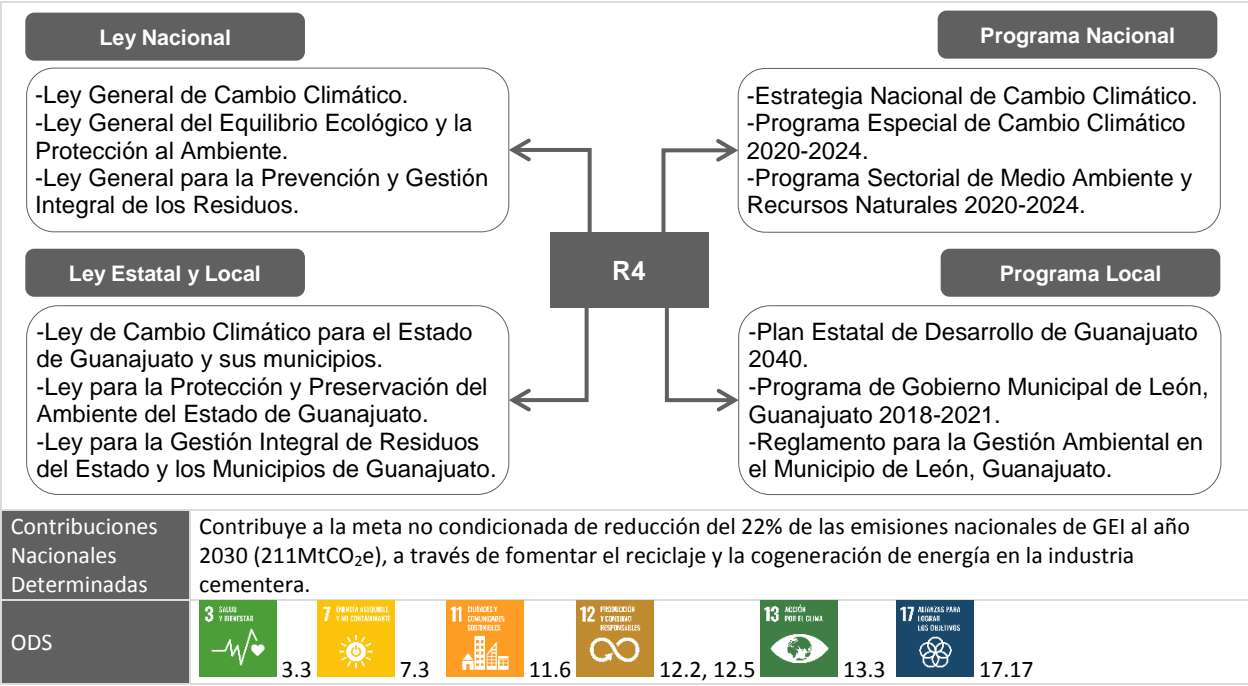 Ley Nacional
-Ley General de Cambio Climático.
-Ley General del Equilibrio Ecológico y la
Protección al Ambiente.
-Ley General para la Prevención y Gestión
Integral de los Residuos.
Programa Nacional
-Estrategia Nacional de Cambio Climático.
-Programa Especial de Cambio Climático
2020-2024.
-Programa Sectorial de Medio Ambiente y
Recursos Naturales 2020-2024.
R4
Ley Estatal y Local
-Ley de Cambio Climático para el Estado
de Guanajuato y sus municipios.
-Ley para la Protección y Preservación del
Ambiente del Estado de Guanajuato.
-Ley para la Gestión Integral de Residuos
del Estado y los Municipios de Guanajuato.
Programa Local
-Plan Estatal de Desarrollo de Guanajuato
2040.
-Programa de Gobierno Municipal de León,
Guanajuato 2018-2021.
-Reglamento para la Gestión Ambiental en
el Municipio de León, Guanajuato.
Contribuciones
Nacionales
Determinadas
Contribuye a la meta no condicionada de reducción del 22% de las emisiones nacionales de GEI al año
2030 (211MtCO₂e), a través de fomentar el reciclaje y la cogeneración de energía en la industria
cementera.
ODS
3 SALUD
Y BIENESTAR
3.3
7 ENERGÍA ASEQUIBLE
Y NO CONTAMINANTE
7.3
11 CIUDADES Y
COMUNIDADES
SOSTENIBLES
11.6
12 PRODUCCIÓN
Y CONSUMO
RESPONSABLES
12.2, 12.5
13 ACCIÓN
POR EL CLIMA
13.3
17 ALIANZAS PARA
LOGRAR
LOS OBJETIVOS
17.17